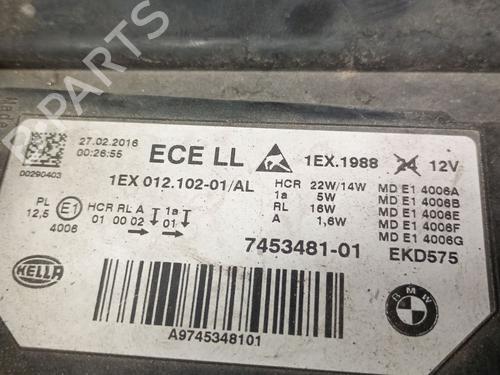 B-PARTS
Made
27.02.2016
00:26:55
ECE LL
1EX.1988 24 12V
00290403
1EX 012.102-01/AL
HCR 22W/14W
1a 5W
RL 16W
A 1,6W
MD E1 4006A
MD E1 4006B
MD E1 4006E
MD E1 4006F
MD E1 4006G
PL
12,5
E1
4006
HCR RL A 1a
01 00 02 01
7453481-01
EKD575
HELLA
BMW
A9745348101